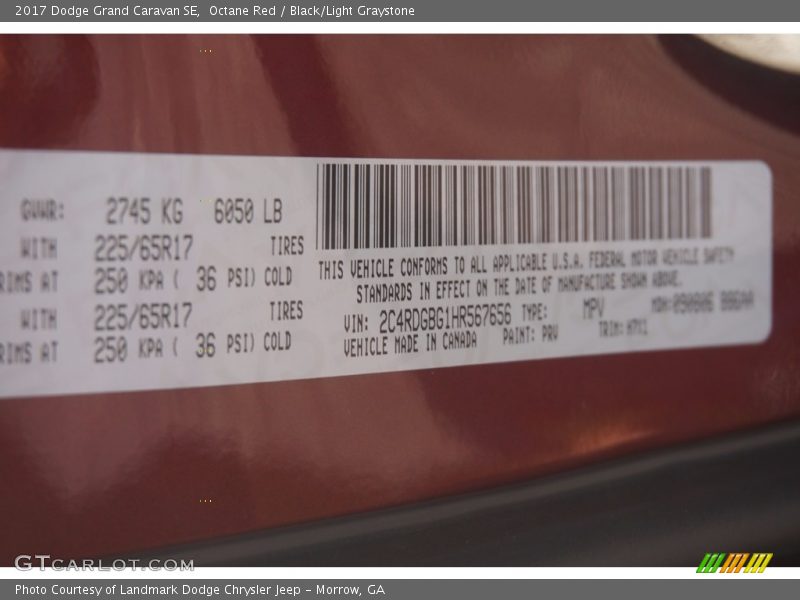 2017 Dodge Grand Caravan SE,  Octane Red / Black/Light Graystone
GVWR: 2745 KG 6050 LB
WITH 225/65R17 TIRES
RIMS AT 250 KPA ( 36 PSI) COLD
WITH 225/65R17 TIRES
RIMS AT 250 KPA ( 36 PSI) COLD
THIS VEHICLE CONFORMS TO ALL APPLICABLE U.S.A. FEDERAL MOTOR VEHICLE SAFETY
STANDARDS IN EFFECT ON THE DATE OF MANUFACTURE SHOWN ABOVE.
VIN: 2C4RDGBG1HR567656 TYPE: MPV MDH:
VEHICLE MADE IN CANADA PAINT: PRV TRIM:
GTCARLOT.COM
Photo Courtesy of Landmark Dodge Chrysler Jeep – Morrow, GA